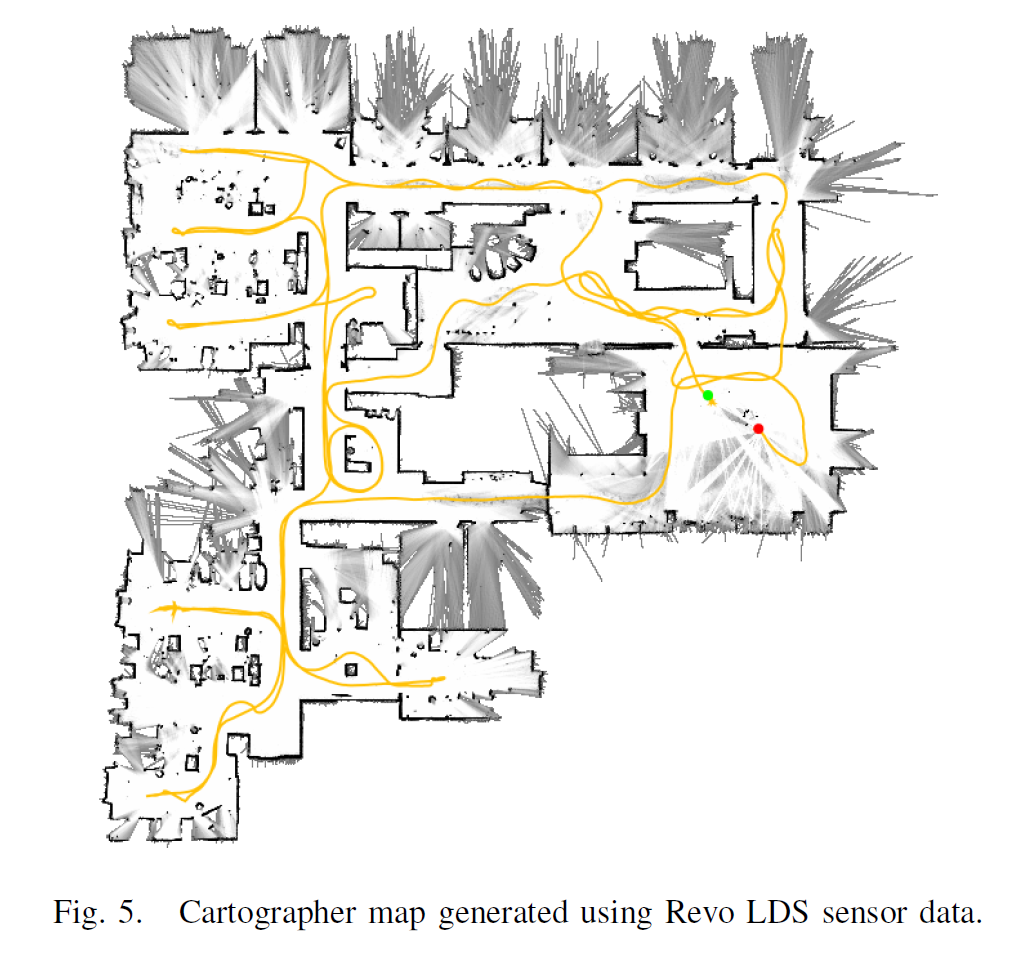 Fig. 5. Cartographer map generated using Revo LDS sensor data.